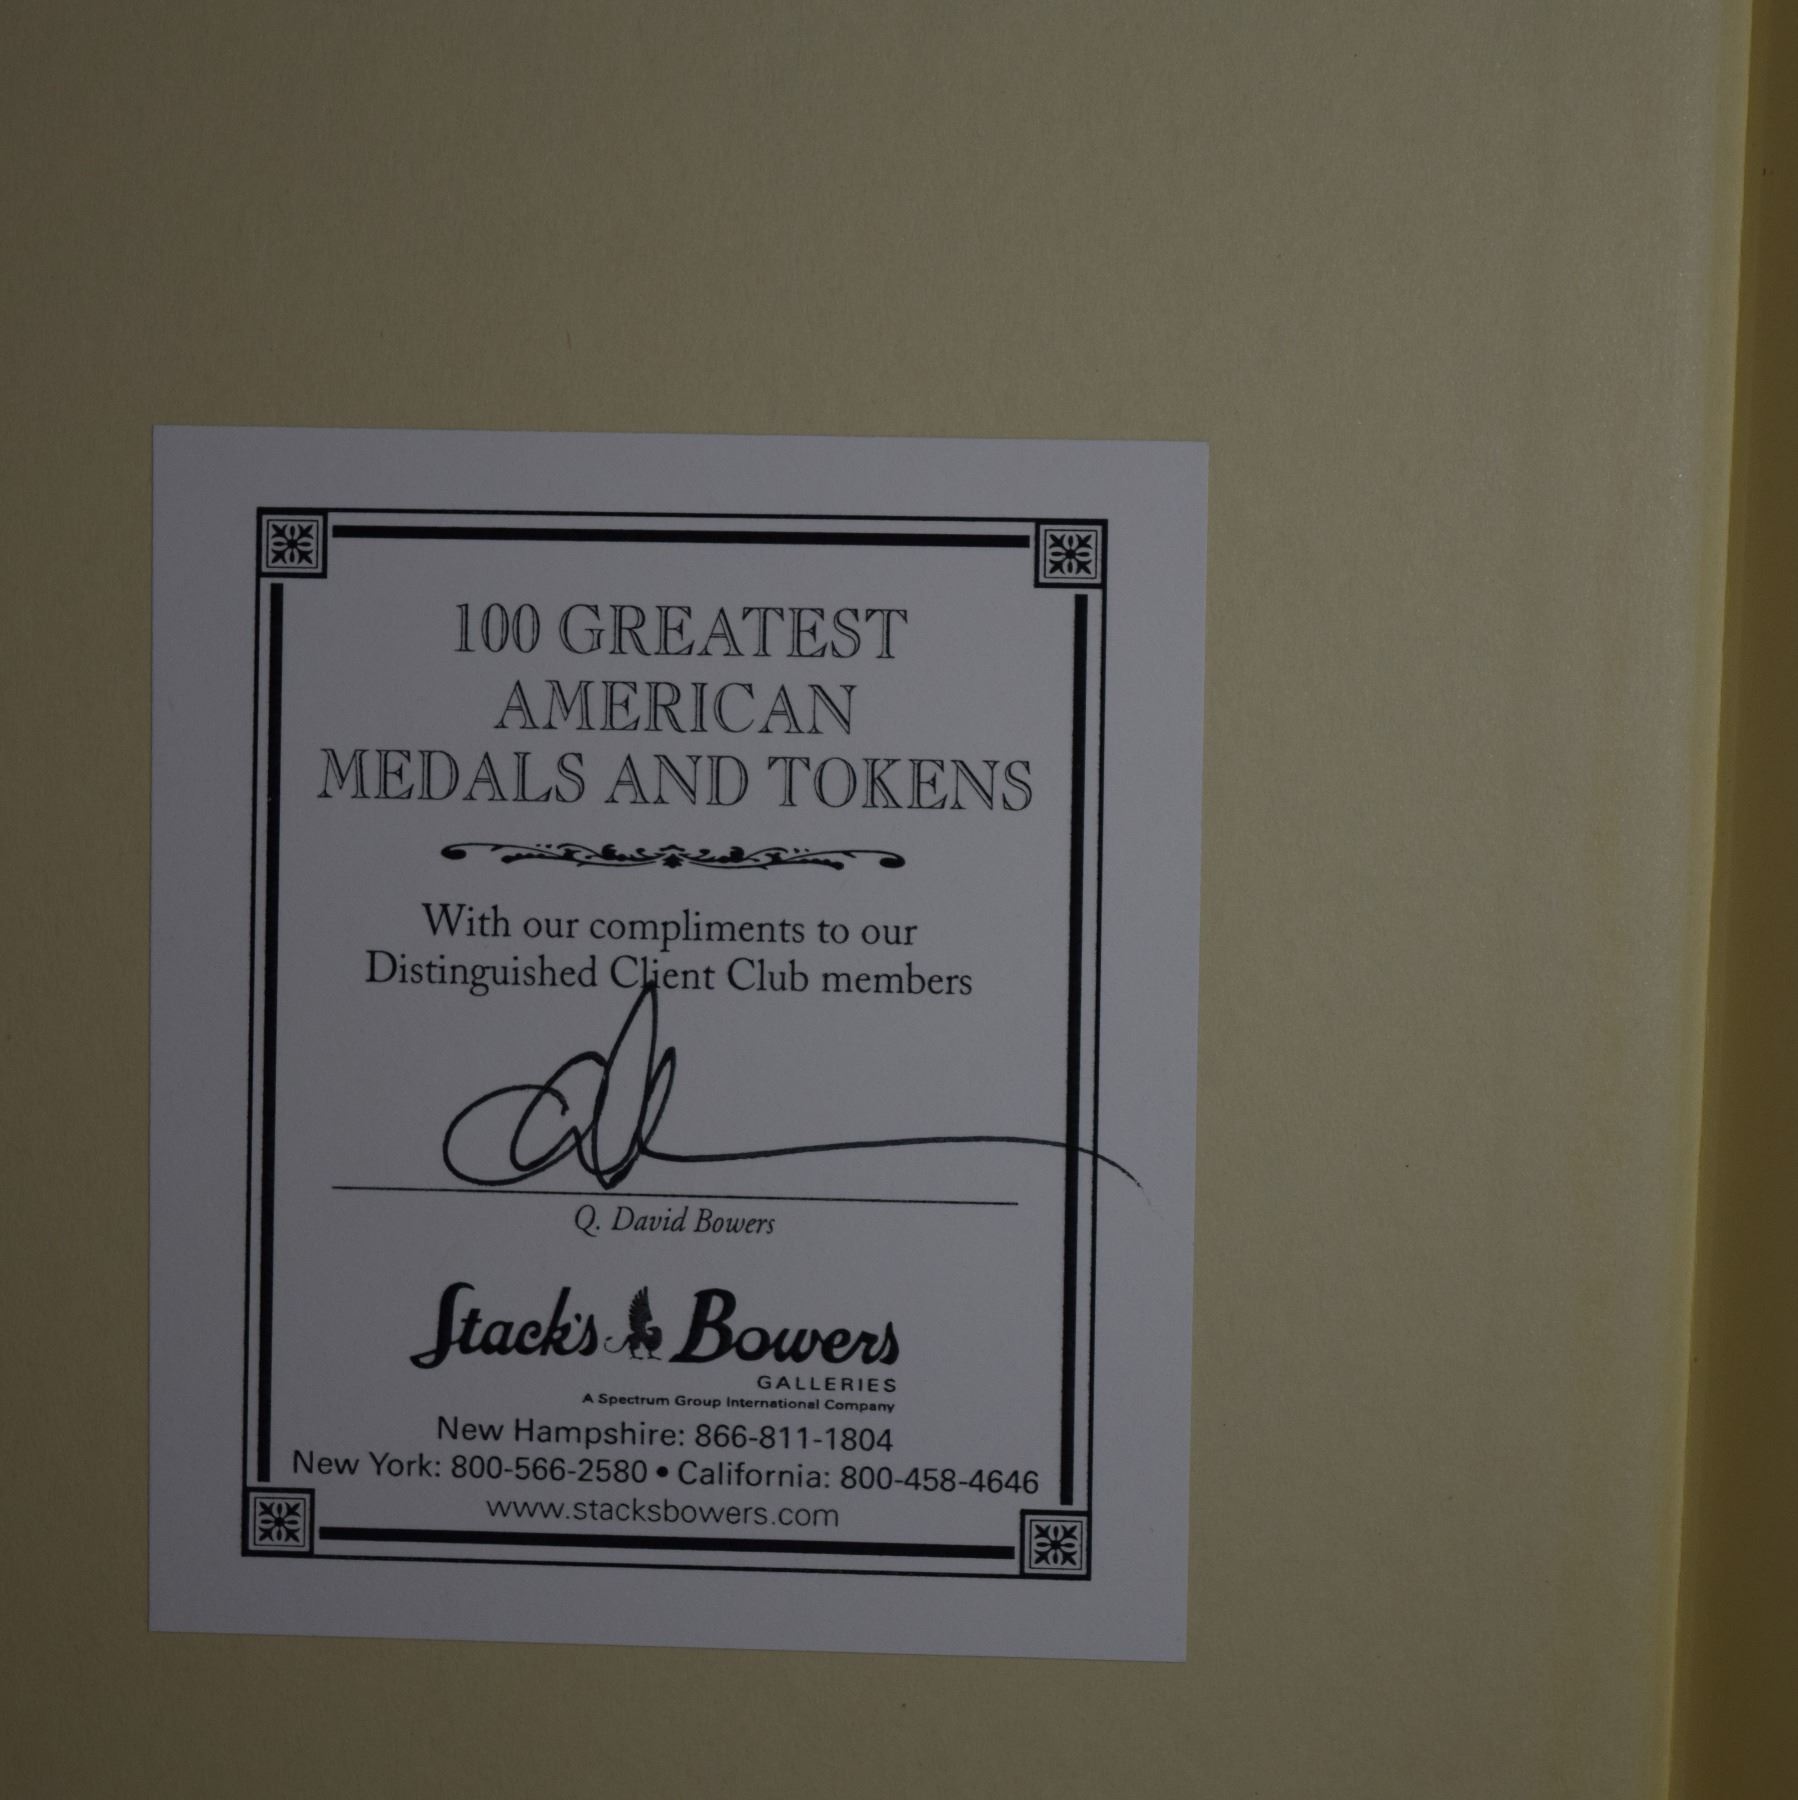 100 GREATEST
AMERICAN
MEDALS AND TOKENS
With our compliments to our
Distinguished Client Club members
Q. David Bowers
Stack's Bowers
GALLERIES
A Spectrum Group International Company
New Hampshire: 866-811-1804
New York: 800-566-2580 • California: 800-458-4646
www.stacksbowers.com